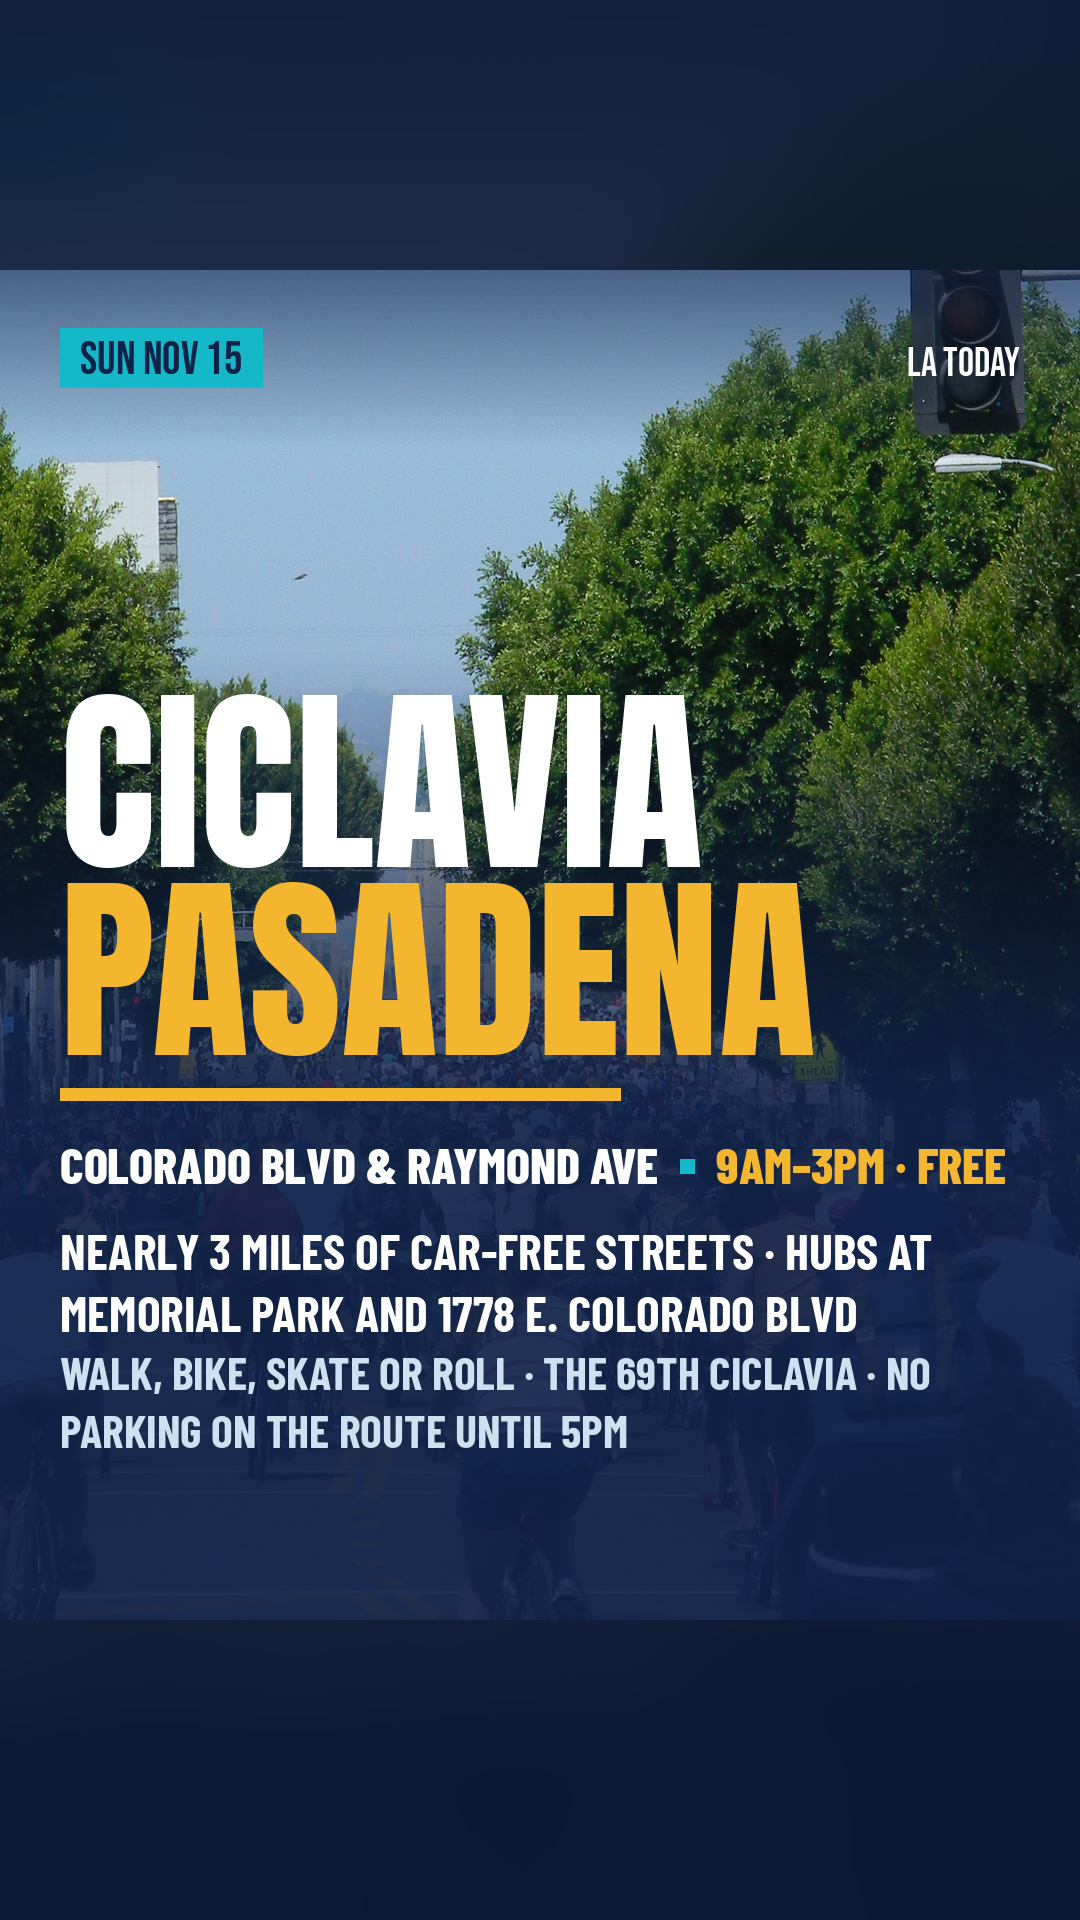 SUN NOV 15
LA TODAY
AHEAD
CICLAVIA
PASADENA
COLORADO BLVD & RAYMOND AVE ▪ 9AM–3PM · FREE
NEARLY 3 MILES OF CAR-FREE STREETS · HUBS AT
MEMORIAL PARK AND 1778 E. COLORADO BLVD
WALK, BIKE, SKATE OR ROLL · THE 69TH CICLAVIA · NO
PARKING ON THE ROUTE UNTIL 5PM